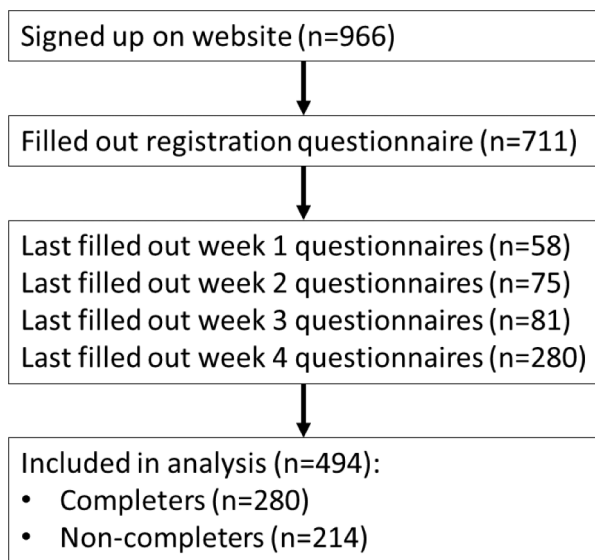 Signed up on website (n=966)
Filled out registration questionnaire (n=711)
Last filled out week 1 questionnaires (n=58)
Last filled out week 2 questionnaires (n=75)
Last filled out week 3 questionnaires (n=81)
Last filled out week 4 questionnaires (n=280)
Included in analysis (n=494):
• Completers (n=280)
• Non-completers (n=214)